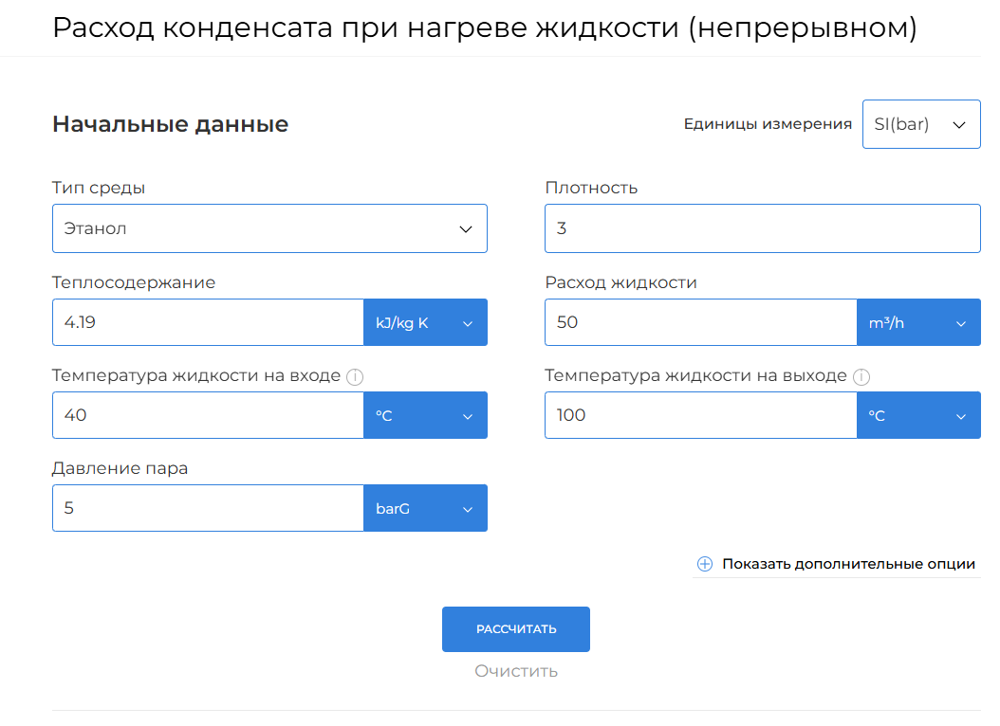 Расход конденсата при нагреве жидкости (непрерывном)
Начальные данные
Единицы измерения SI(bar)
Тип среды
Плотность
Этанол
3
Теплосодержание
Расход жидкости
4.19 kJ/kg K
50 m³/h
Температура жидкости на входе
Температура жидкости на выходе
40 °C
100 °C
Давление пара
5 barG
Показать дополнительные опции
РАССЧИТАТЬ
Очистить